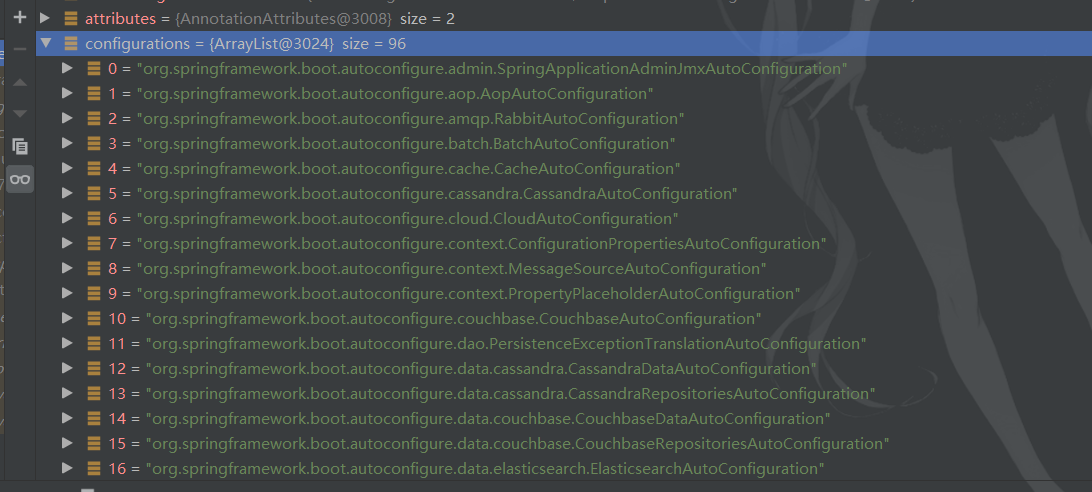 attributes = {AnnotationAttributes@3008} size = 2
configurations = {ArrayList@3024} size = 96
0 = "org.springframework.boot.autoconfigure.admin.SpringApplicationAdminJmxAutoConfiguration"
1 = "org.springframework.boot.autoconfigure.aop.AopAutoConfiguration"
2 = "org.springframework.boot.autoconfigure.amqp.RabbitAutoConfiguration"
3 = "org.springframework.boot.autoconfigure.batch.BatchAutoConfiguration"
4 = "org.springframework.boot.autoconfigure.cache.CacheAutoConfiguration"
5 = "org.springframework.boot.autoconfigure.cassandra.CassandraAutoConfiguration"
6 = "org.springframework.boot.autoconfigure.cloud.CloudAutoConfiguration"
7 = "org.springframework.boot.autoconfigure.context.ConfigurationPropertiesAutoConfiguration"
8 = "org.springframework.boot.autoconfigure.context.MessageSourceAutoConfiguration"
9 = "org.springframework.boot.autoconfigure.context.PropertyPlaceholderAutoConfiguration"
10 = "org.springframework.boot.autoconfigure.couchbase.CouchbaseAutoConfiguration"
11 = "org.springframework.boot.autoconfigure.dao.PersistenceExceptionTranslationAutoConfiguration"
12 = "org.springframework.boot.autoconfigure.data.cassandra.CassandraDataAutoConfiguration"
13 = "org.springframework.boot.autoconfigure.data.cassandra.CassandraRepositoriesAutoConfiguration"
14 = "org.springframework.boot.autoconfigure.data.couchbase.CouchbaseDataAutoConfiguration"
15 = "org.springframework.boot.autoconfigure.data.couchbase.CouchbaseRepositoriesAutoConfiguration"
16 = "org.springframework.boot.autoconfigure.data.elasticsearch.ElasticsearchAutoConfiguration"